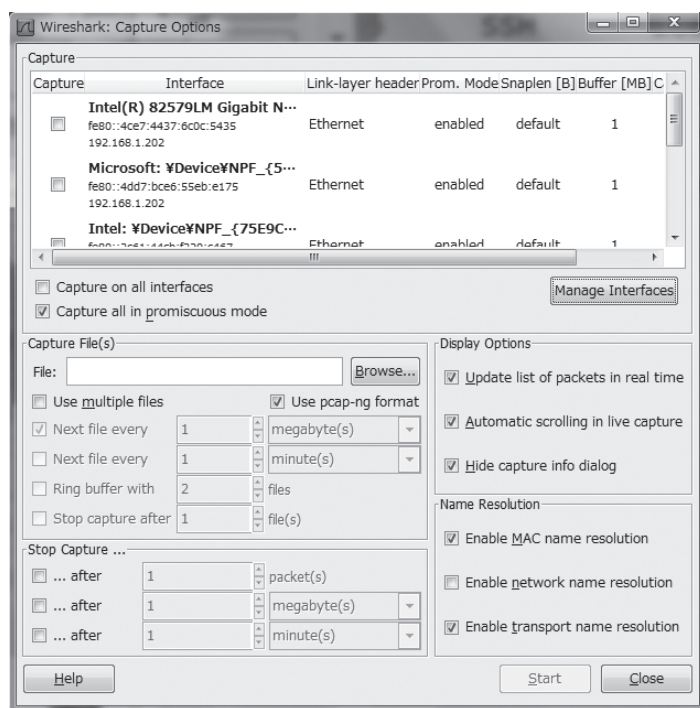 Wireshark: Capture Options
Capture
Capture Interface Link-layer header Prom. Mode Snaplen [B] Buffer [MB] C
Intel(R) 82579LM Gigabit N···
fe80::4ce7:4437:6c0c:5435 Ethernet enabled default 1
192.168.1.202
Microsoft: ¥Device¥NPF_{5···
fe80::4dd7:bce6:55eb:e175 Ethernet enabled default 1
192.168.1.202
Intel: ¥Device¥NPF_{75E9C···
Ethernet enabled default 1
Capture on all interfaces
Manage Interfaces
Capture all in promiscuous mode
Capture File(s)
File: Browse...
Use multiple files Use pcap-ng format
Next file every 1 megabyte(s)
Next file every 1 minute(s)
Ring buffer with 2 files
Stop capture after 1 file(s)
Stop Capture ...
... after 1 packet(s)
... after 1 megabyte(s)
... after 1 minute(s)
Display Options
Update list of packets in real time
Automatic scrolling in live capture
Hide capture info dialog
Name Resolution
Enable MAC name resolution
Enable network name resolution
Enable transport name resolution
Help Start Close